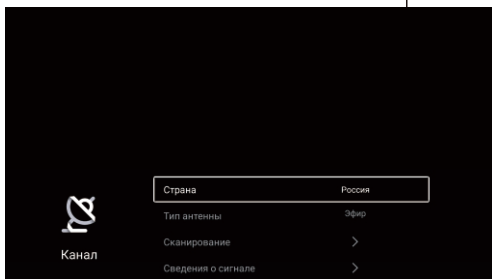 Страна Россия
Тип антенны Эфир
Сканирование
Канал
Сведения о сигнале